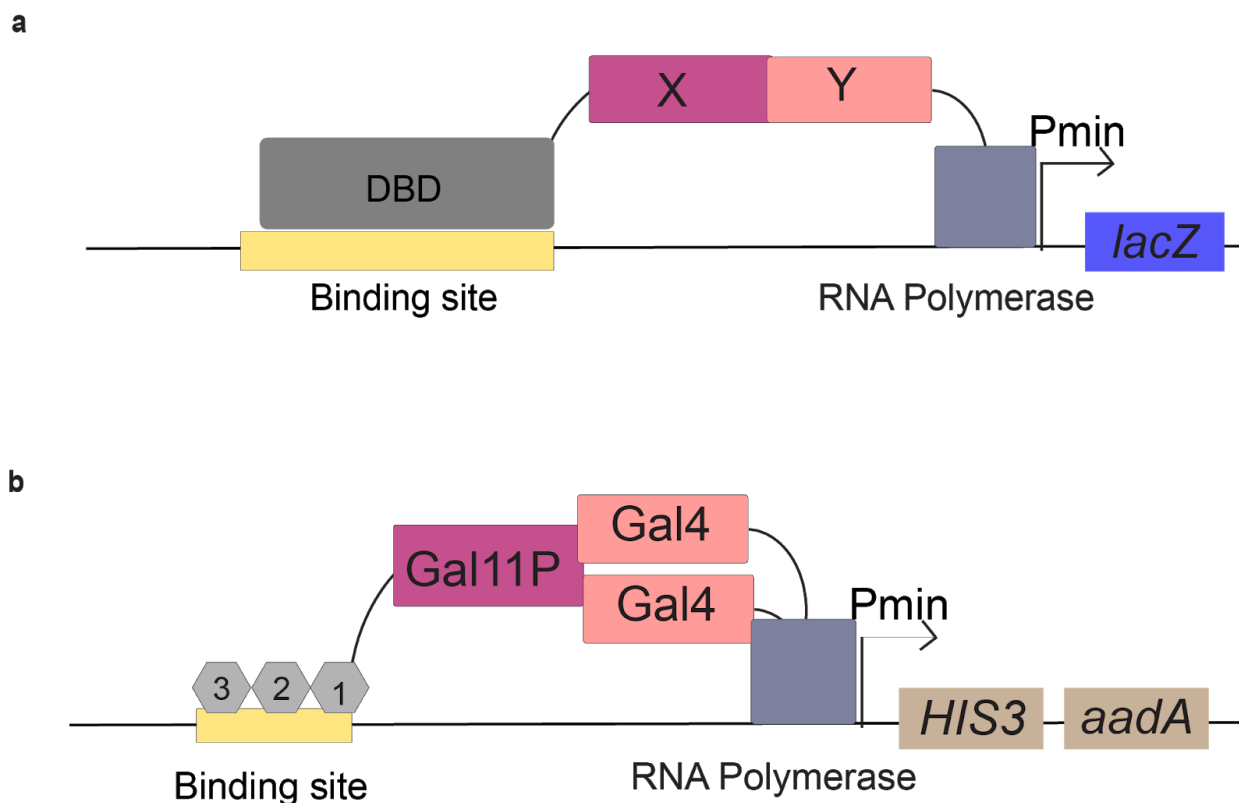 a
X Y
Pmin
DBD
lacZ
Binding site
RNA Polymerase
b
Gal4
Gal11P
Gal4
Pmin
3 2 1
HIS3 aadA
Binding site
RNA Polymerase